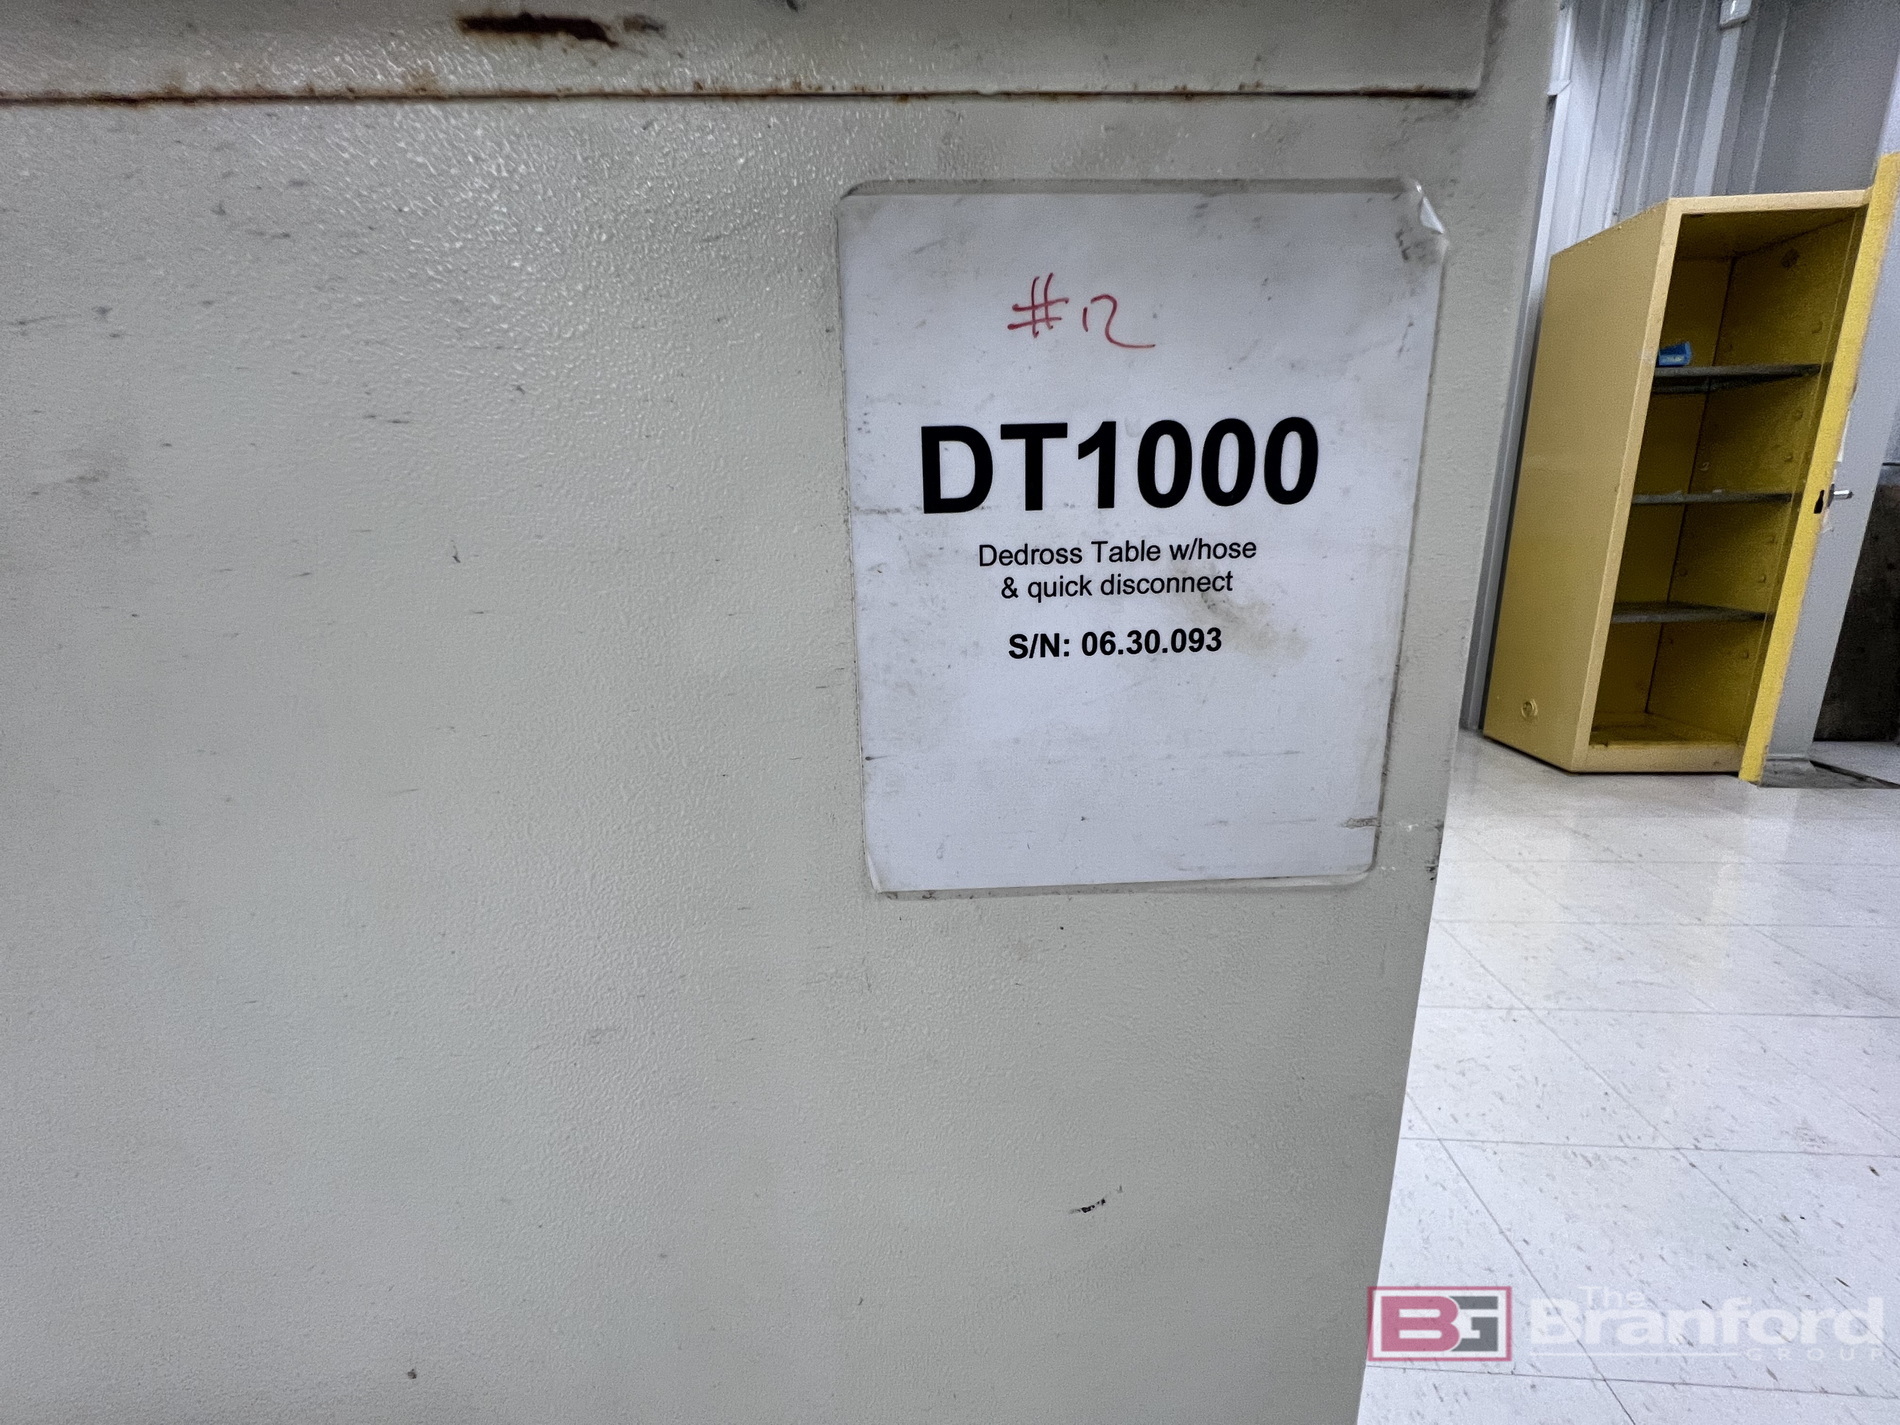 #12
DT1000
Dedross Table w/hose
& quick disconnect
S/N: 06.30.093
BG The Branford
GROUP